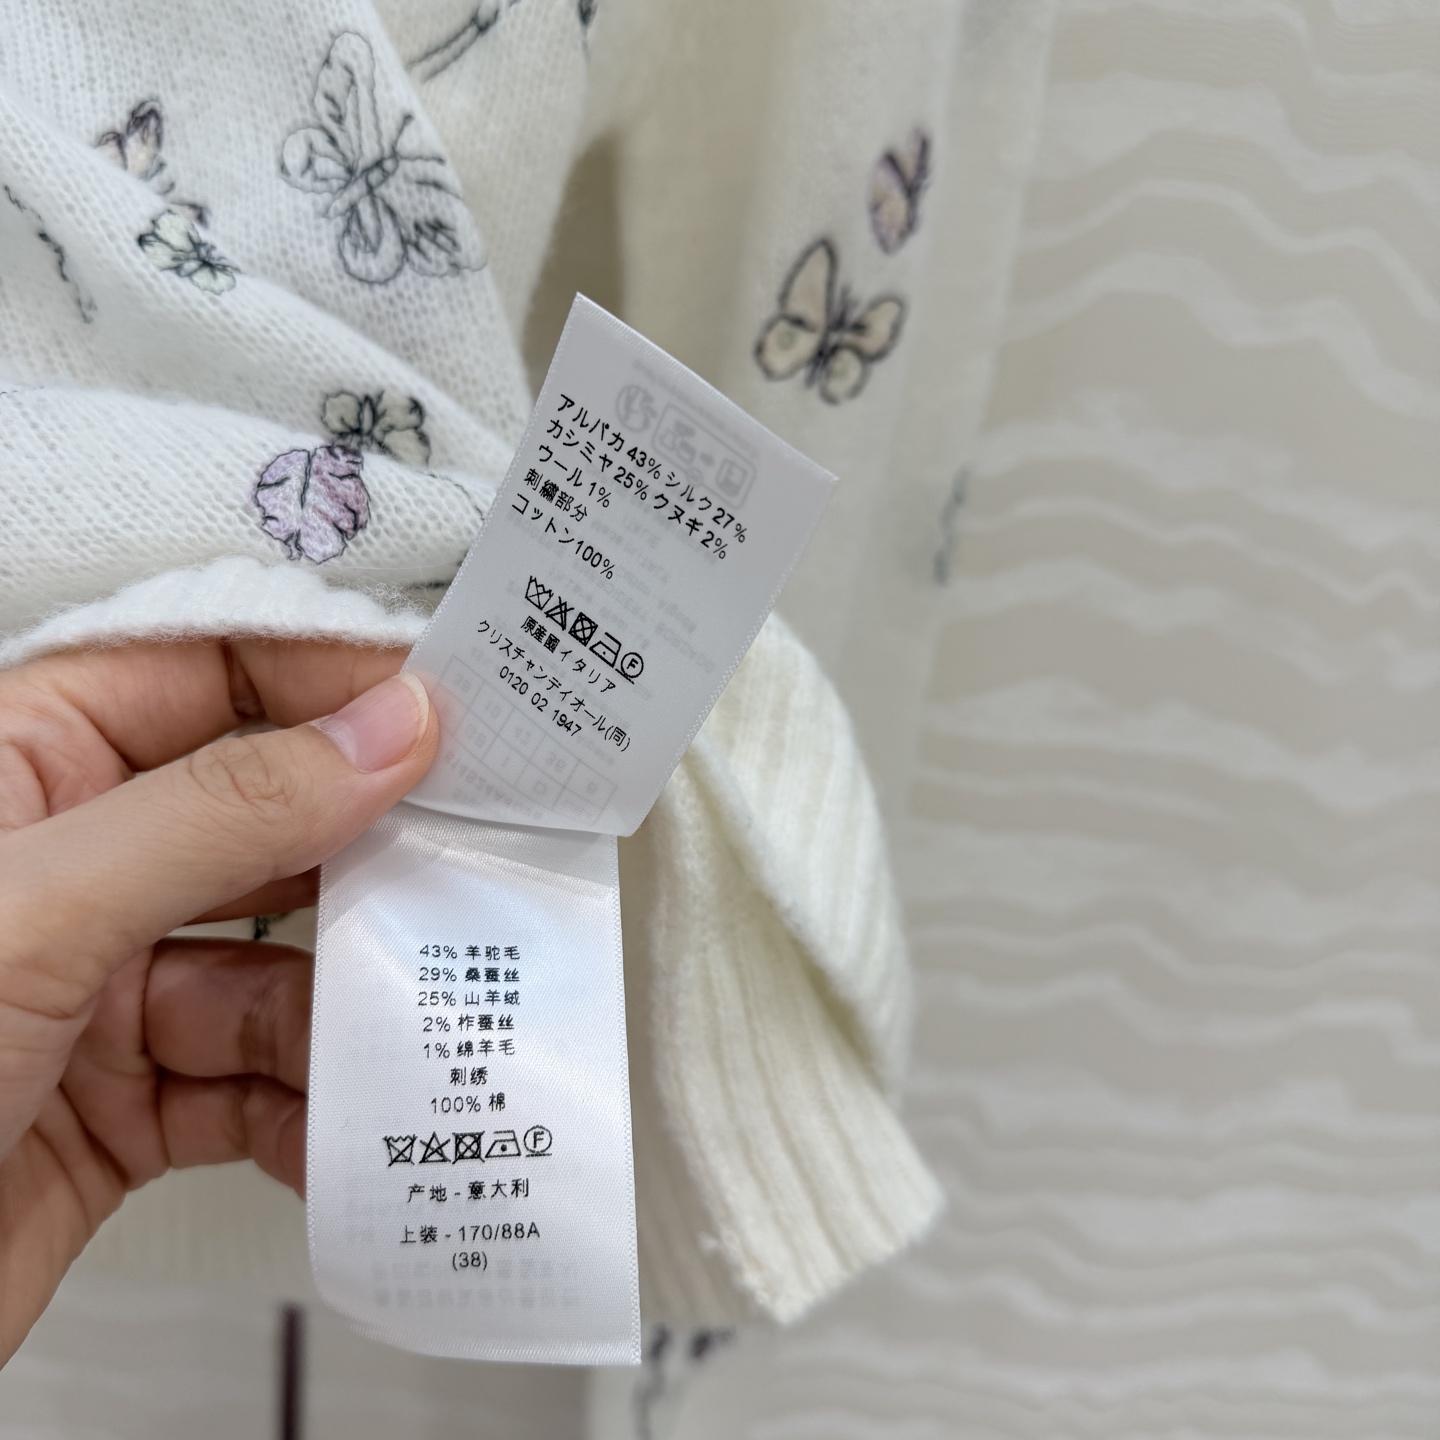 アルパカ 43% シルク 27%
カシミヤ 25% クヌギ 2%
ウール 1%
刺繍部分
コットン100%
F
原産國イタリア
クリスチャンディオール(同)
0120 02 1947
43% 羊驼毛
29% 桑蚕丝
25% 山羊绒
2% 柞蚕丝
1% 绵羊毛
刺绣
100% 棉
F
产地 - 意大利
上装 - 170/88A
(38)